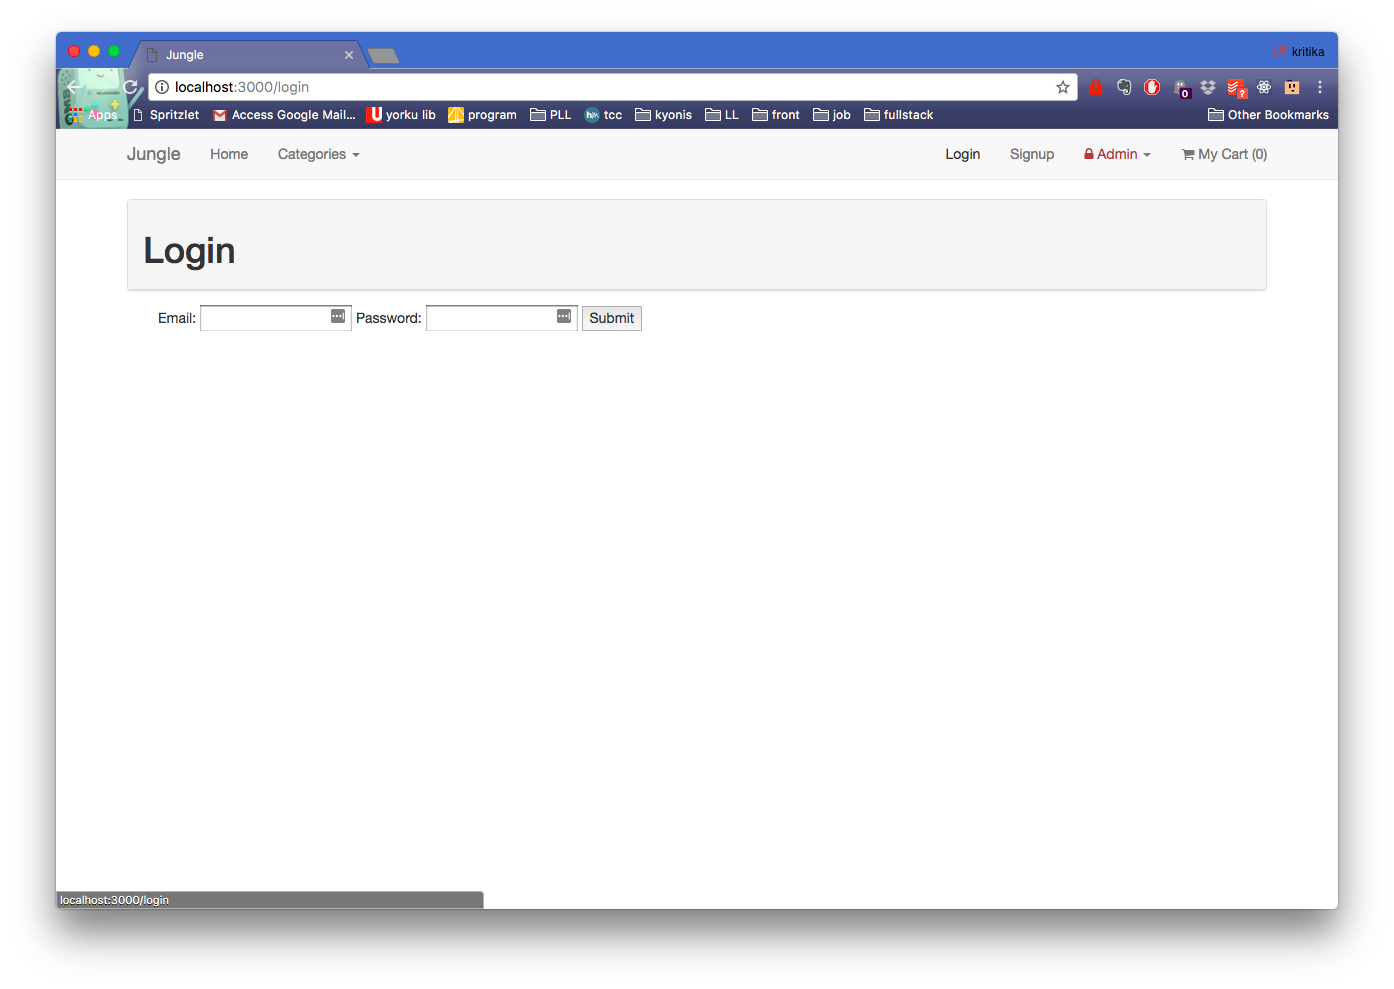 Jungle
kritika
localhost:3000/login
0
?
Apps Spritzlet Access Google Mail... yorku lib program PLL tcc kyonis LL front job fullstack Other Bookmarks
Jungle Home Categories Login Signup Admin My Cart (0)
Login
Email: Password: Submit
localhost:3000/login